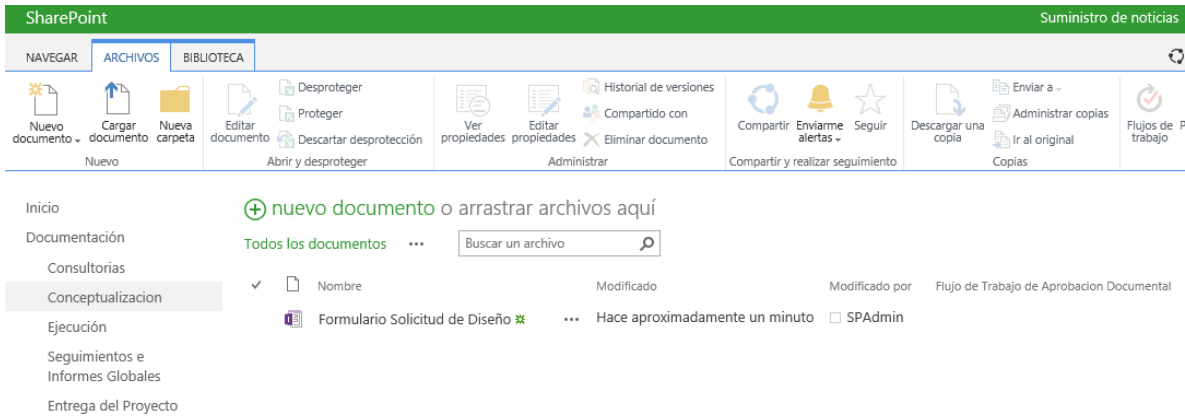 SharePoint
Suministro de noticias
NAVEGAR ARCHIVOS BIBLIOTECA
Nuevo documento
Cargar documento
Nueva carpeta
Nuevo
Editar documento
Desproteger
Proteger
Descartar desprotección
Abrir y desproteger
Ver propiedades
Editar propiedades
Historial de versiones
Compartido con
Eliminar documento
Administrar
Compartir
Enviarme alertas
Seguir
Compartir y realizar seguimiento
Descargar una copia
Enviar a
Administrar copias
Ir al original
Copias
Flujos de trabajo
P
Inicio
Documentación
Consultorias
Conceptualizacion
Ejecución
Seguimientos e
Informes Globales
Entrega del Proyecto
nuevo documento o arrastrar archivos aquí
Todos los documentos ... Buscar un archivo
Nombre Modificado Modificado por Flujo de Trabajo de Aprobacion Documental
Formulario Solicitud de Diseño ... Hace aproximadamente un minuto SPAdmin